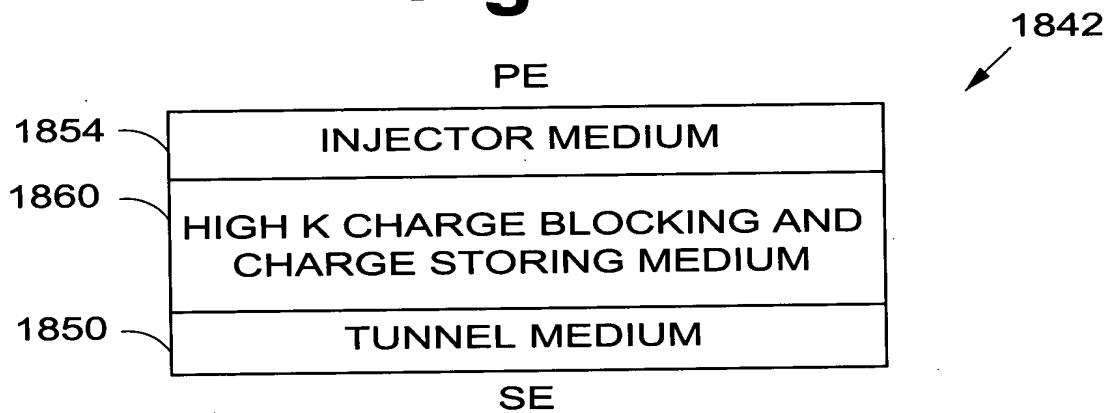 1842
PE
1854
INJECTOR MEDIUM
1860
HIGH K CHARGE BLOCKING AND
CHARGE STORING MEDIUM
1850
TUNNEL MEDIUM
SE